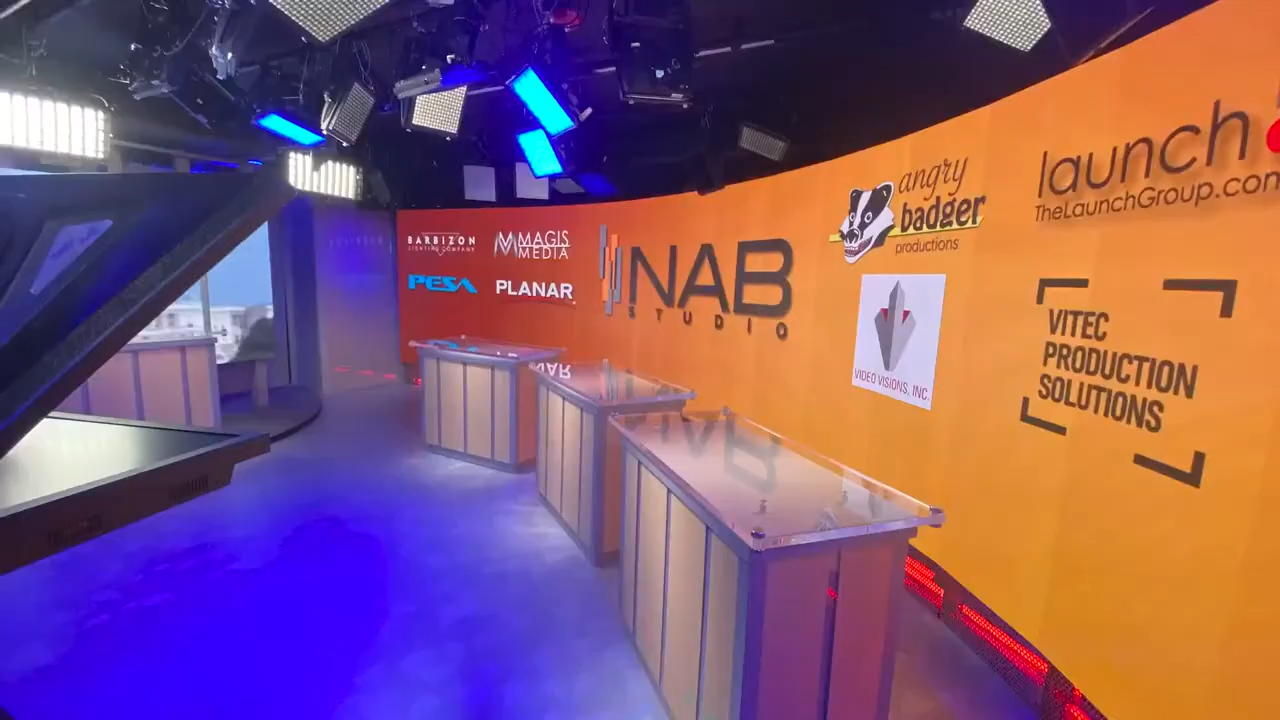 BARBIZON
LIGHTING COMPANY
MAGIS
MEDIA
PESA
PLANAR
NAB
STUDIO
angry
badger
productions
VIDEO VISIONS, INC.
launch
TheLaunchGroup.com
VITEC
PRODUCTION
SOLUTIONS